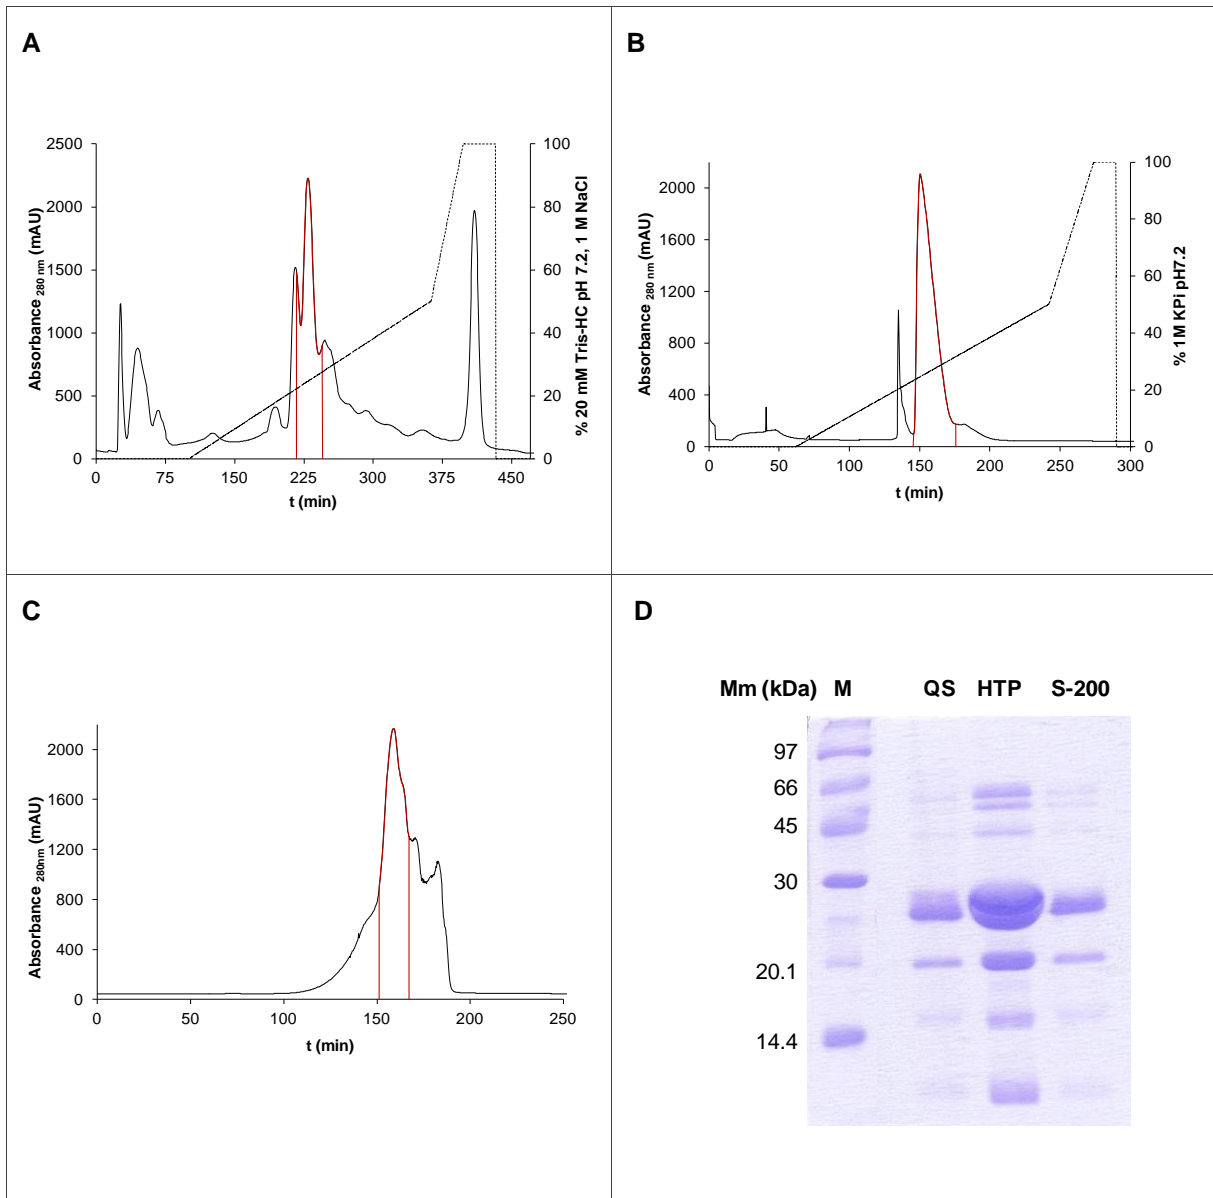 A
2500
2000
1500
1000
500
0
Absorbance 280 nm (mAU)
0 75 150 225 300 375 450
t (min)
100
80
60
40
20
0
% 20 mM Tris-HC pH 7.2, 1 M NaCl
B
2000
1600
1200
800
400
0
Absorbance 280 nm (mAU)
0 50 100 150 200 250 300
t (min)
100
80
60
40
20
0
% 1M KPi pH7.2
C
2000
1600
1200
800
400
0
Absorbance 280nm (mAU)
0 50 100 150 200 250
t (min)
D
Mm (kDa) M QS HTP S-200
97
66
45
30
20.1
14.4